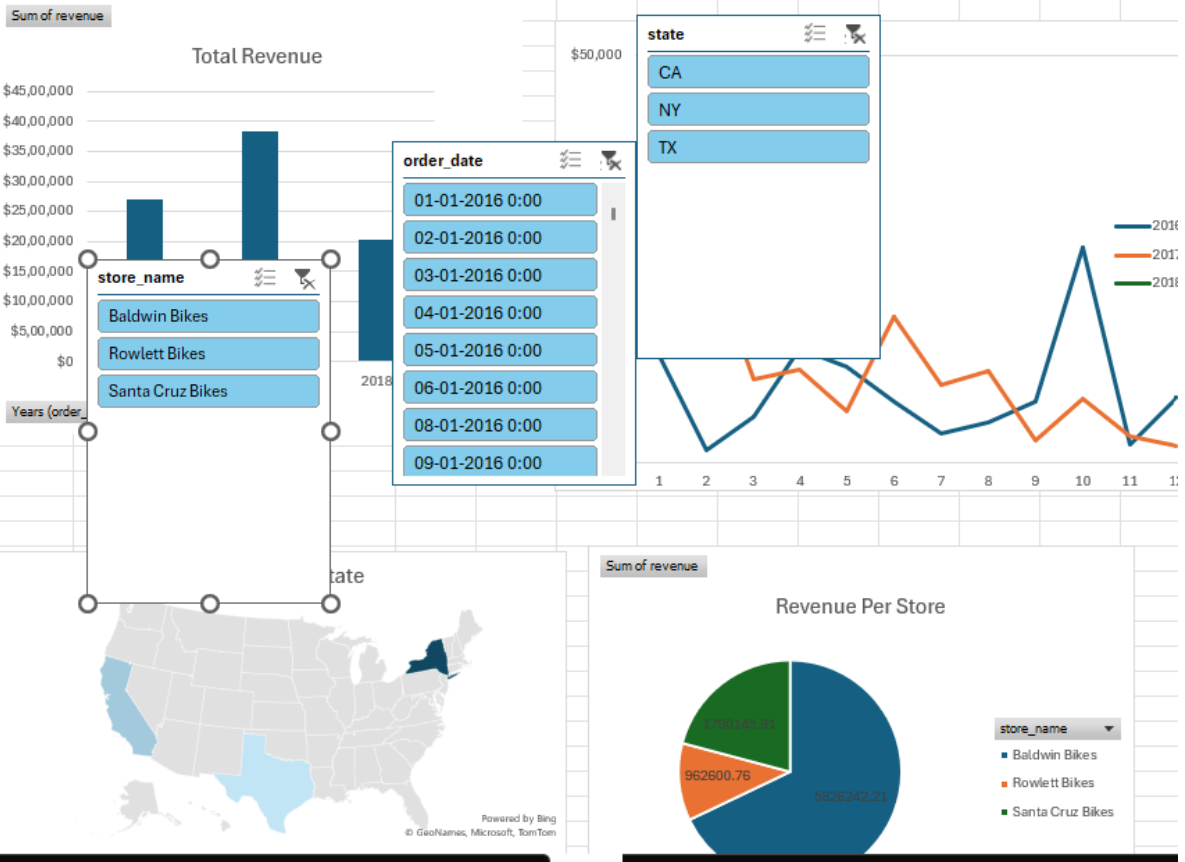 Sum of revenue
Total Revenue
$45,00,000
$40,00,000
$35,00,000
$30,00,000
$25,00,000
$20,00,000
$15,00,000
$10,00,000
$5,00,000
$0
2018
Years (order_
store_name
Baldwin Bikes
Rowlett Bikes
Santa Cruz Bikes
order_date
01-01-2016 0:00
02-01-2016 0:00
03-01-2016 0:00
04-01-2016 0:00
05-01-2016 0:00
06-01-2016 0:00
08-01-2016 0:00
09-01-2016 0:00
state
CA
NY
TX
$50,000
2016
2017
2018
1 2 3 4 5 6 7 8 9 10 11 12
tate
Powered by Bing
© GeoNames, Microsoft, TomTom
Sum of revenue
Revenue Per Store
1790145.91
962600.76
5826242.21
store_name
Baldwin Bikes
Rowlett Bikes
Santa Cruz Bikes